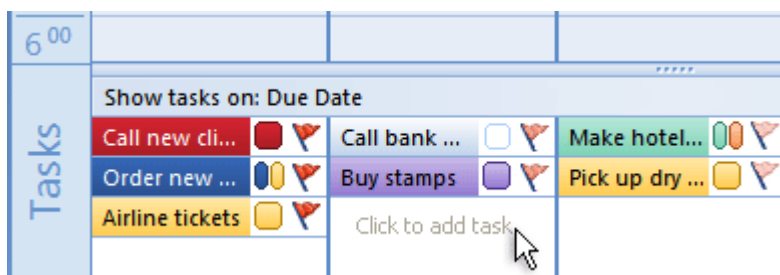 6 00
Tasks
Show tasks on: Due Date
Call new cli... Call bank ... Make hotel...
Order new ... Buy stamps Pick up dry ...
Airline tickets Click to add task